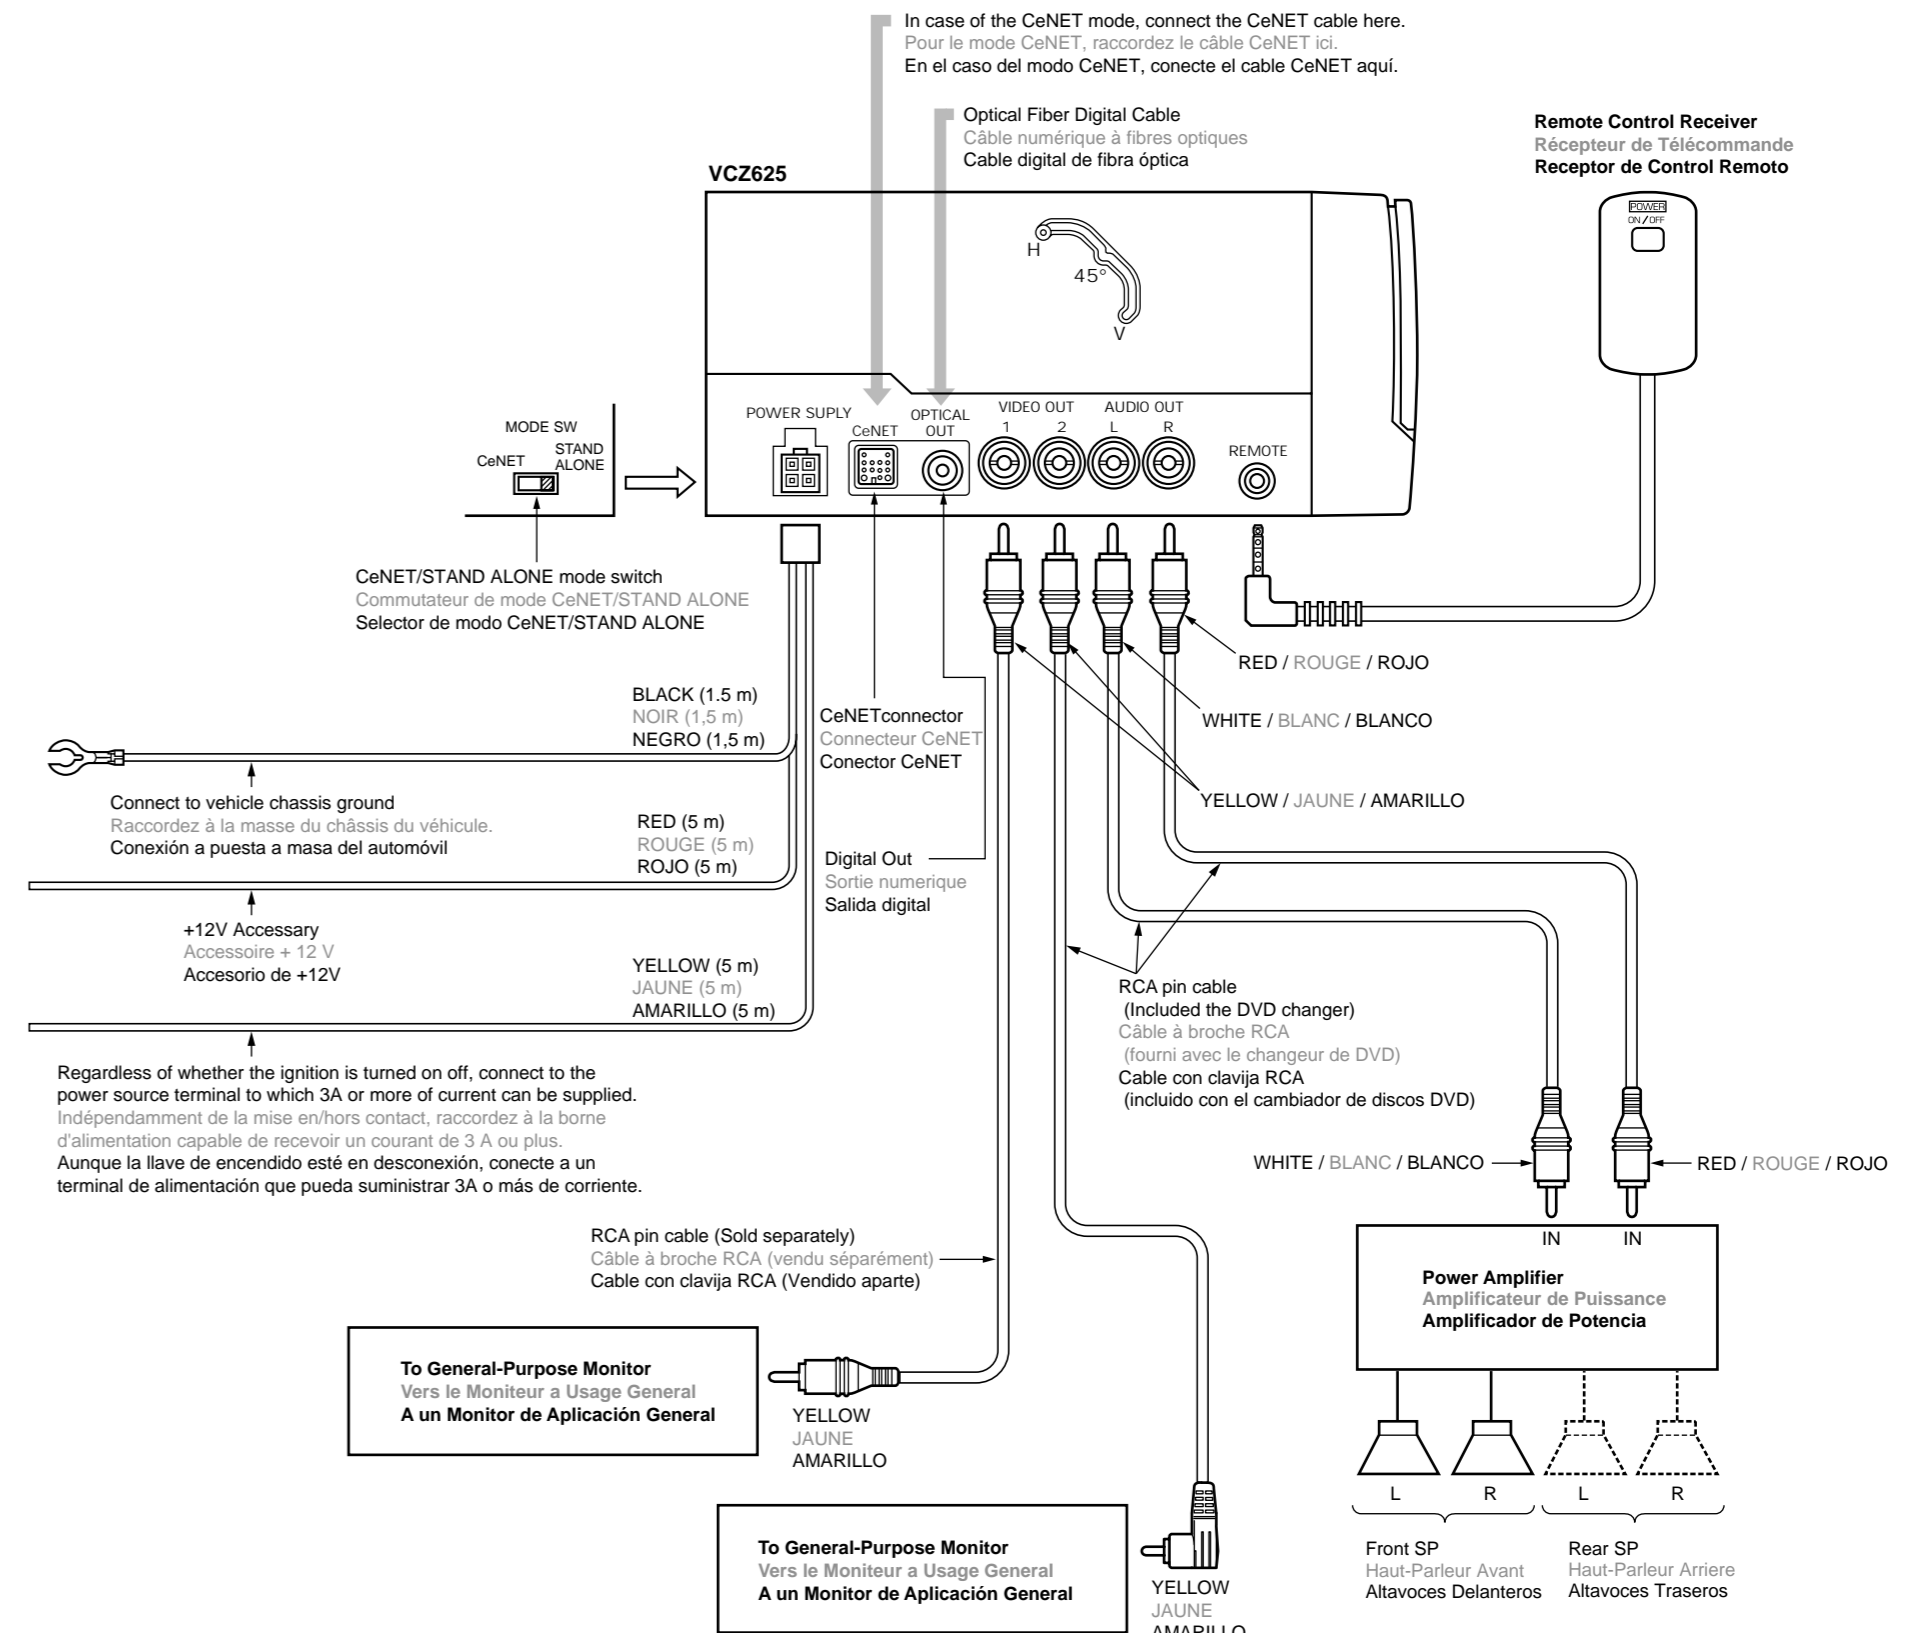 In case of the CeNET mode, connect the CeNET cable here.
Pour le mode CeNET, raccordez le câble CeNET ici.
En el caso del modo CeNET, conecte el cable CeNET aquí.
Optical Fiber Digital Cable
Câble numérique à fibres optiques
Cable digital de fibra óptica
Remote Control Receiver
Récepteur de Télécommande
Receptor de Control Remoto
VCZ625
POWER
ON/OFF
H
45°
V
POWER SUPLY
CeNET
OPTICAL
OUT
VIDEO OUT
1 2
AUDIO OUT
L R
REMOTE
MODE SW
CeNET
STAND
ALONE
CeNET/STAND ALONE mode switch
Commutateur de mode CeNET/STAND ALONE
Selector de modo CeNET/STAND ALONE
RED / ROUGE / ROJO
WHITE / BLANC / BLANCO
YELLOW / JAUNE / AMARILLO
BLACK (1.5 m)
NOIR (1,5 m)
NEGRO (1,5 m)
CeNETconnector
Connecteur CeNET
Conector CeNET
Connect to vehicle chassis ground
Raccordez à la masse du châssis du véhicule.
Conexión a puesta a masa del automóvil
RED (5 m)
ROUGE (5 m)
ROJO (5 m)
Digital Out
Sortie numerique
Salida digital
+12V Accessary
Accessoire + 12 V
Accesorio de +12V
YELLOW (5 m)
JAUNE (5 m)
AMARILLO (5 m)
RCA pin cable
(Included the DVD changer)
Câble à broche RCA
(fourni avec le changeur de DVD)
Cable con clavija RCA
(incluido con el cambiador de discos DVD)
Regardless of whether the ignition is turned on off, connect to the
power source terminal to which 3A or more of current can be supplied.
Indépendamment de la mise en/hors contact, raccordez à la borne
d'alimentation capable de recevoir un courant de 3 A ou plus.
Aunque la llave de encendido esté en desconexión, conecte a un
terminal de alimentación que pueda suministrar 3A o más de corriente.
WHITE / BLANC / BLANCO
RED / ROUGE / ROJO
RCA pin cable (Sold separately)
Câble à broche RCA (vendu séparément)
Cable con clavija RCA (Vendido aparte)
IN IN
Power Amplifier
Amplificateur de Puissance
Amplificador de Potencia
To General-Purpose Monitor
Vers le Moniteur a Usage General
A un Monitor de Aplicación General
YELLOW
JAUNE
AMARILLO
L R L R
Front SP
Haut-Parleur Avant
Altavoces Delanteros
Rear SP
Haut-Parleur Arriere
Altavoces Traseros
To General-Purpose Monitor
Vers le Moniteur a Usage General
A un Monitor de Aplicación General
YELLOW
JAUNE
AMARILLO